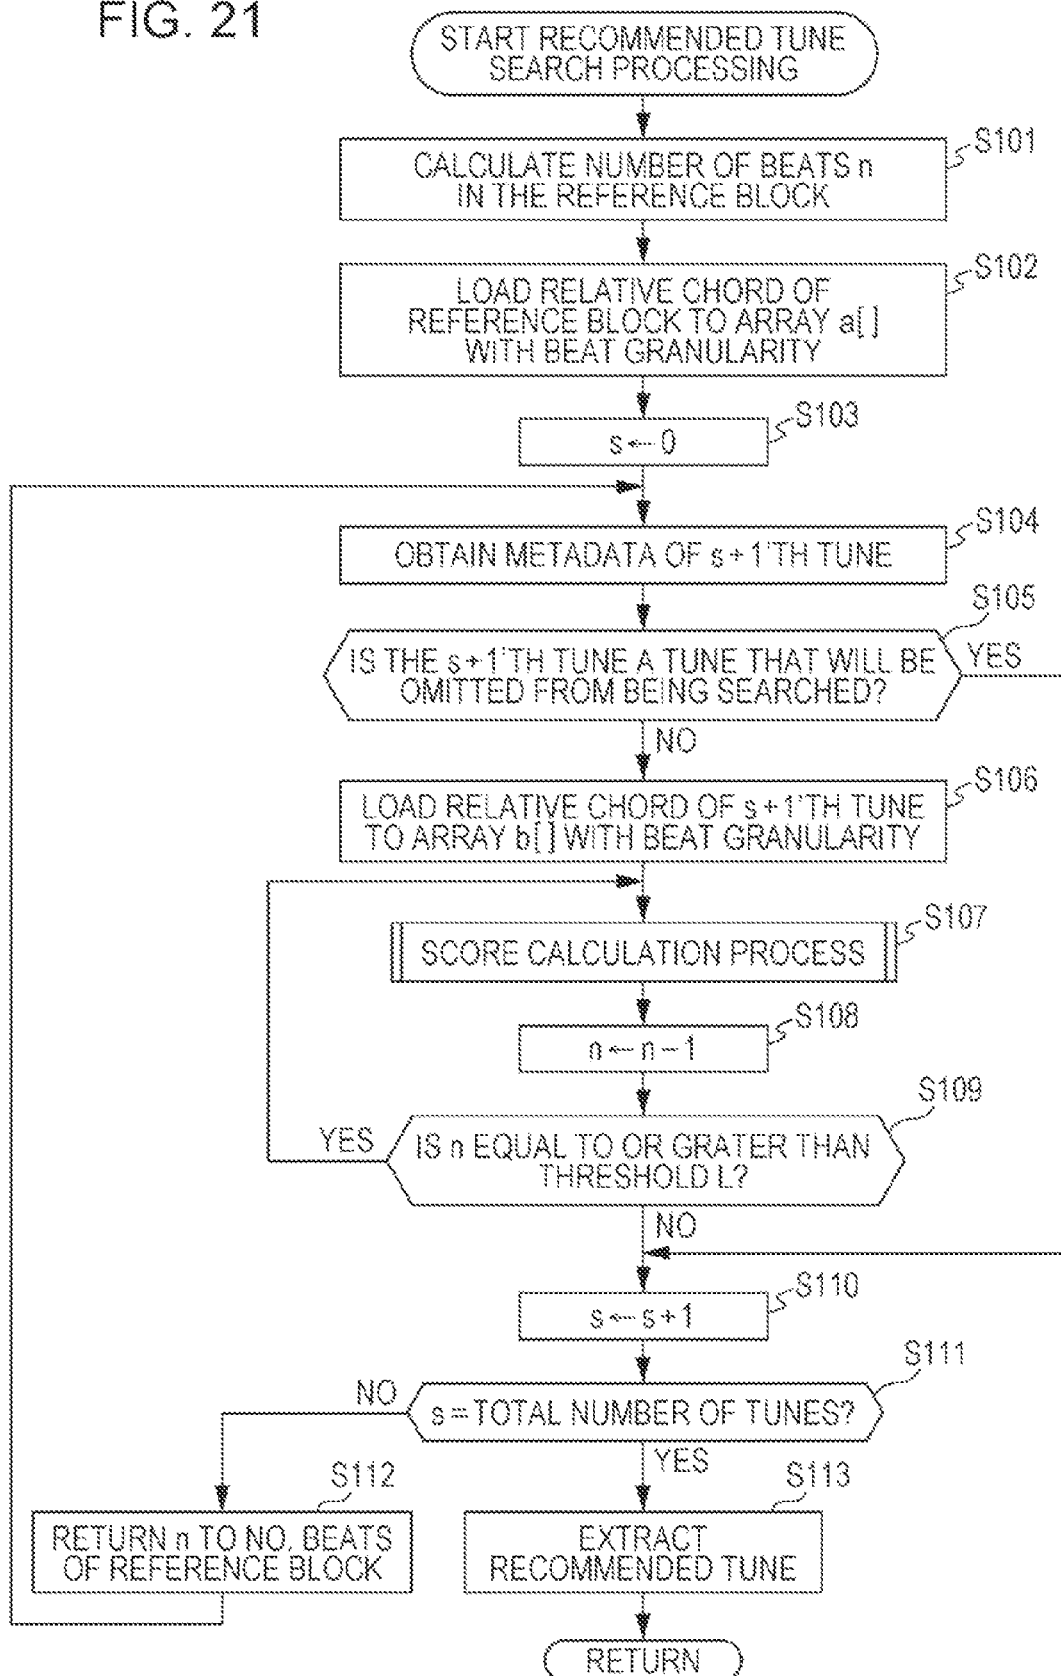 FIG. 21
START RECOMMENDED TUNE
SEARCH PROCESSING
S101
CALCULATE NUMBER OF BEATS n
IN THE REFERENCE BLOCK
S102
LOAD RELATIVE CHORD OF
REFERENCE BLOCK TO ARRAY a[ ]
WITH BEAT GRANULARITY
S103
s ← 0
S104
OBTAIN METADATA OF s + 1'TH TUNE
S105
IS THE s + 1'TH TUNE A TUNE THAT WILL BE
OMITTED FROM BEING SEARCHED?
YES
NO
S106
LOAD RELATIVE CHORD OF s + 1'TH TUNE
TO ARRAY b[ ] WITH BEAT GRANULARITY
S107
SCORE CALCULATION PROCESS
S108
n ← n − 1
S109
YES
IS n EQUAL TO OR GRATER THAN
THRESHOLD L?
NO
S110
s ← s + 1
S111
NO
s = TOTAL NUMBER OF TUNES?
YES
S112
RETURN n TO NO. BEATS
OF REFERENCE BLOCK
S113
EXTRACT
RECOMMENDED TUNE
RETURN